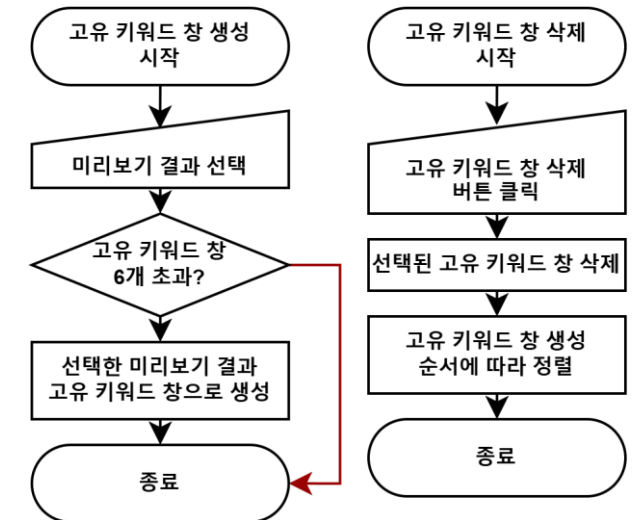 고유 키워드 창 생성
시작
미리보기 결과 선택
고유 키워드 창
6개 초과?
선택한 미리보기 결과
고유 키워드 창으로 생성
종료
고유 키워드 창 삭제
시작
고유 키워드 창 삭제
버튼 클릭
선택된 고유 키워드 창 삭제
고유 키워드 창 생성
순서에 따라 정렬
종료